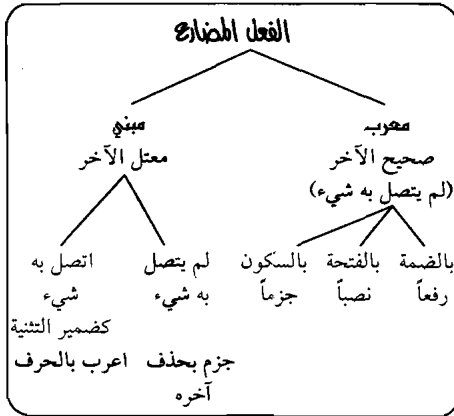 الفعل المضارع
معرب
صحيح الآخر
(لم يتصل به شيء)
بالضمة
رفعاً
بالفتحة
نصباً
بالسكون
جزماً
مبني
معتل الآخر
لم يتصل
به شيء
جزم بحذف
آخره
اتصل به
شيء
كضمير التثنية
اعرب بالحرف